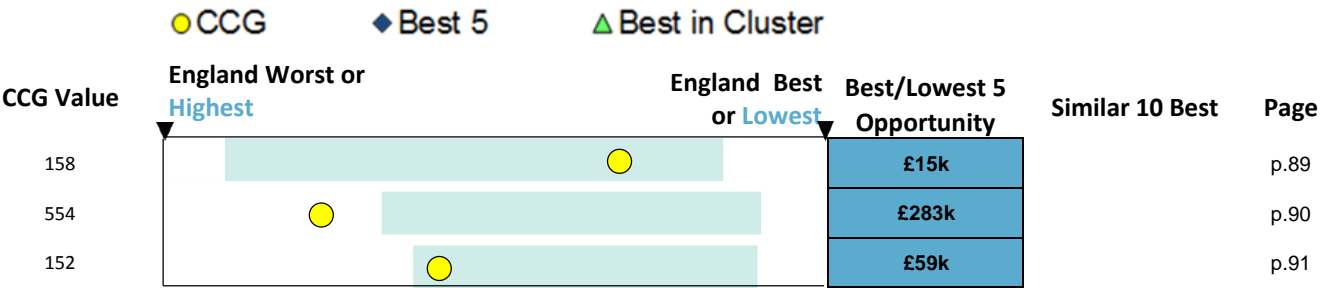 CCG Best 5 Best in Cluster
CCG Value
England Worst or
Highest
England Best
or Lowest
Best/Lowest 5
Opportunity
Similar 10 Best
Page
158 £15k p.89
554 £283k p.90
152 £59k p.91